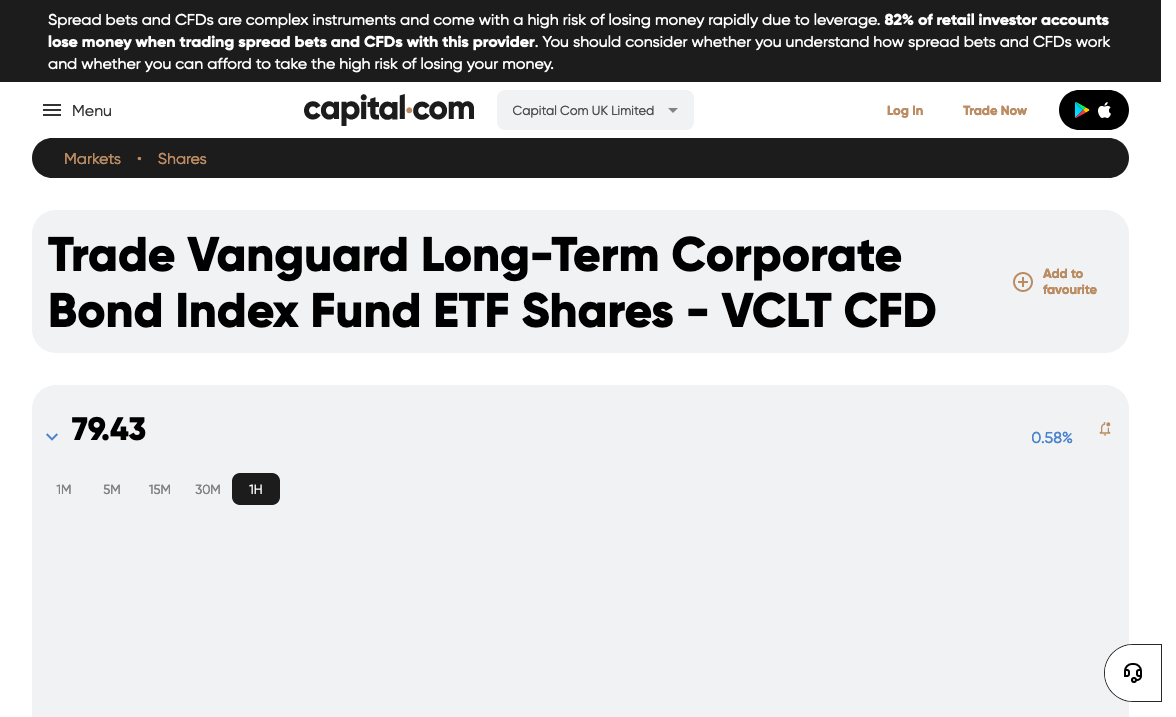 Spread bets and CFDs are complex instruments and come with a high risk of losing money rapidly due to leverage. 82% of retail investor accounts
lose money when trading spread bets and CFDs with this provider. You should consider whether you understand how spread bets and CFDs work
and whether you can afford to take the high risk of losing your money.
Menu
capital.com
Capital Com UK Limited
Log In
Trade Now
Markets • Shares
Trade Vanguard Long-Term Corporate
Bond Index Fund ETF Shares - VCLT CFD
Add to
favourite
79.43
0.58%
1M 5M 15M 30M 1H